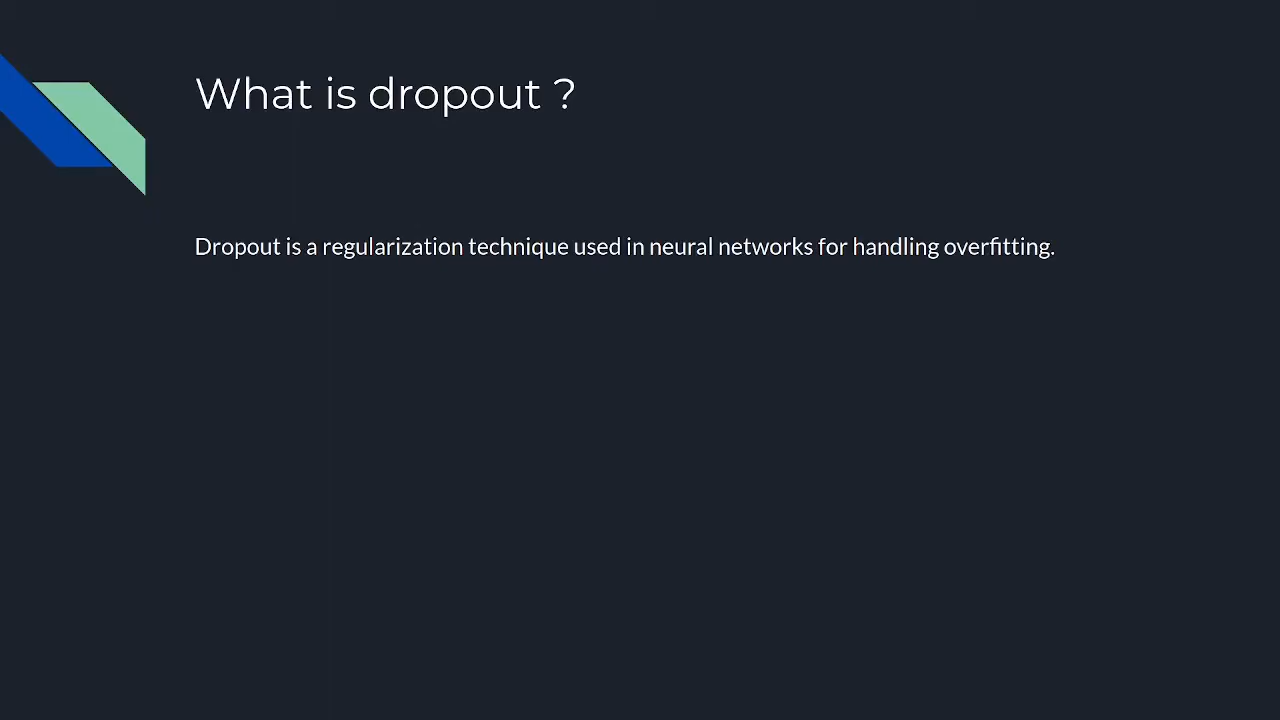 What is dropout ?
Dropout is a regularization technique used in neural networks for handling overfitting.